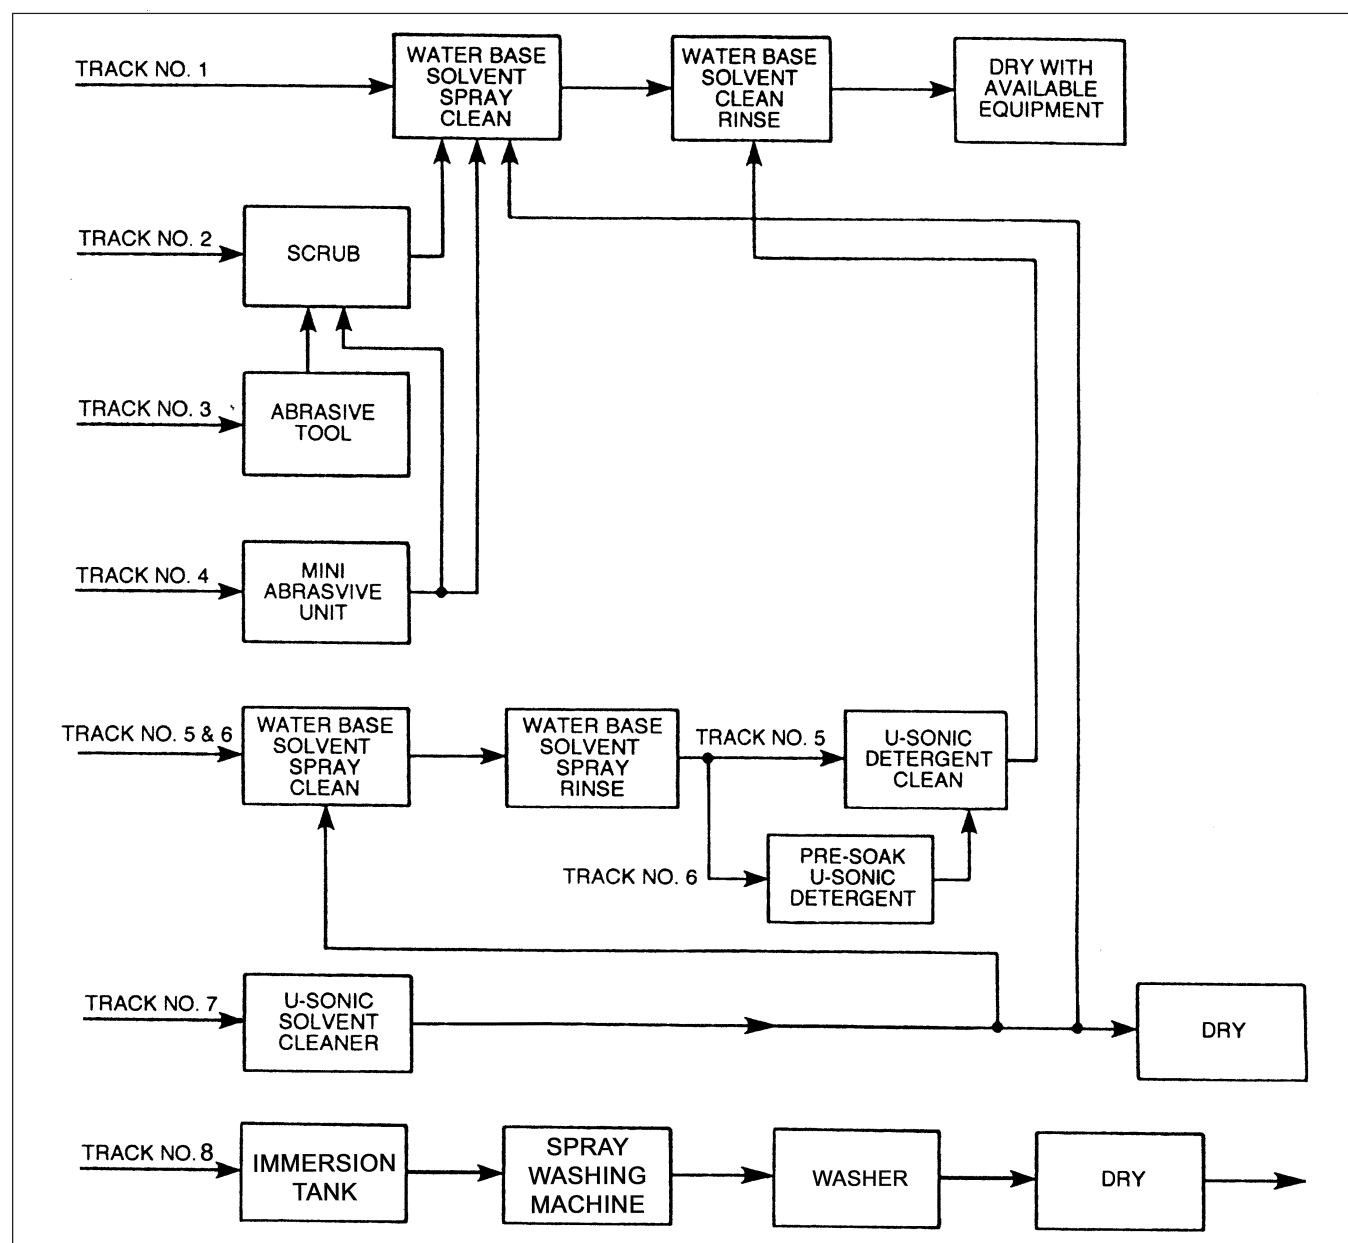 TRACK NO. 1
WATER BASE
SOLVENT
SPRAY
CLEAN
WATER BASE
SOLVENT
CLEAN
RINSE
DRY WITH
AVAILABLE
EQUIPMENT
TRACK NO. 2
SCRUB
TRACK NO. 3
ABRASIVE
TOOL
TRACK NO. 4
MINI
ABRASVIVE
UNIT
TRACK NO. 5 & 6
WATER BASE
SOLVENT
SPRAY
CLEAN
WATER BASE
SOLVENT
SPRAY
RINSE
TRACK NO. 5
U-SONIC
DETERGENT
CLEAN
TRACK NO. 6
PRE-SOAK
U-SONIC
DETERGENT
TRACK NO. 7
U-SONIC
SOLVENT
CLEANER
DRY
TRACK NO. 8
IMMERSION
TANK
SPRAY
WASHING
MACHINE
WASHER
DRY